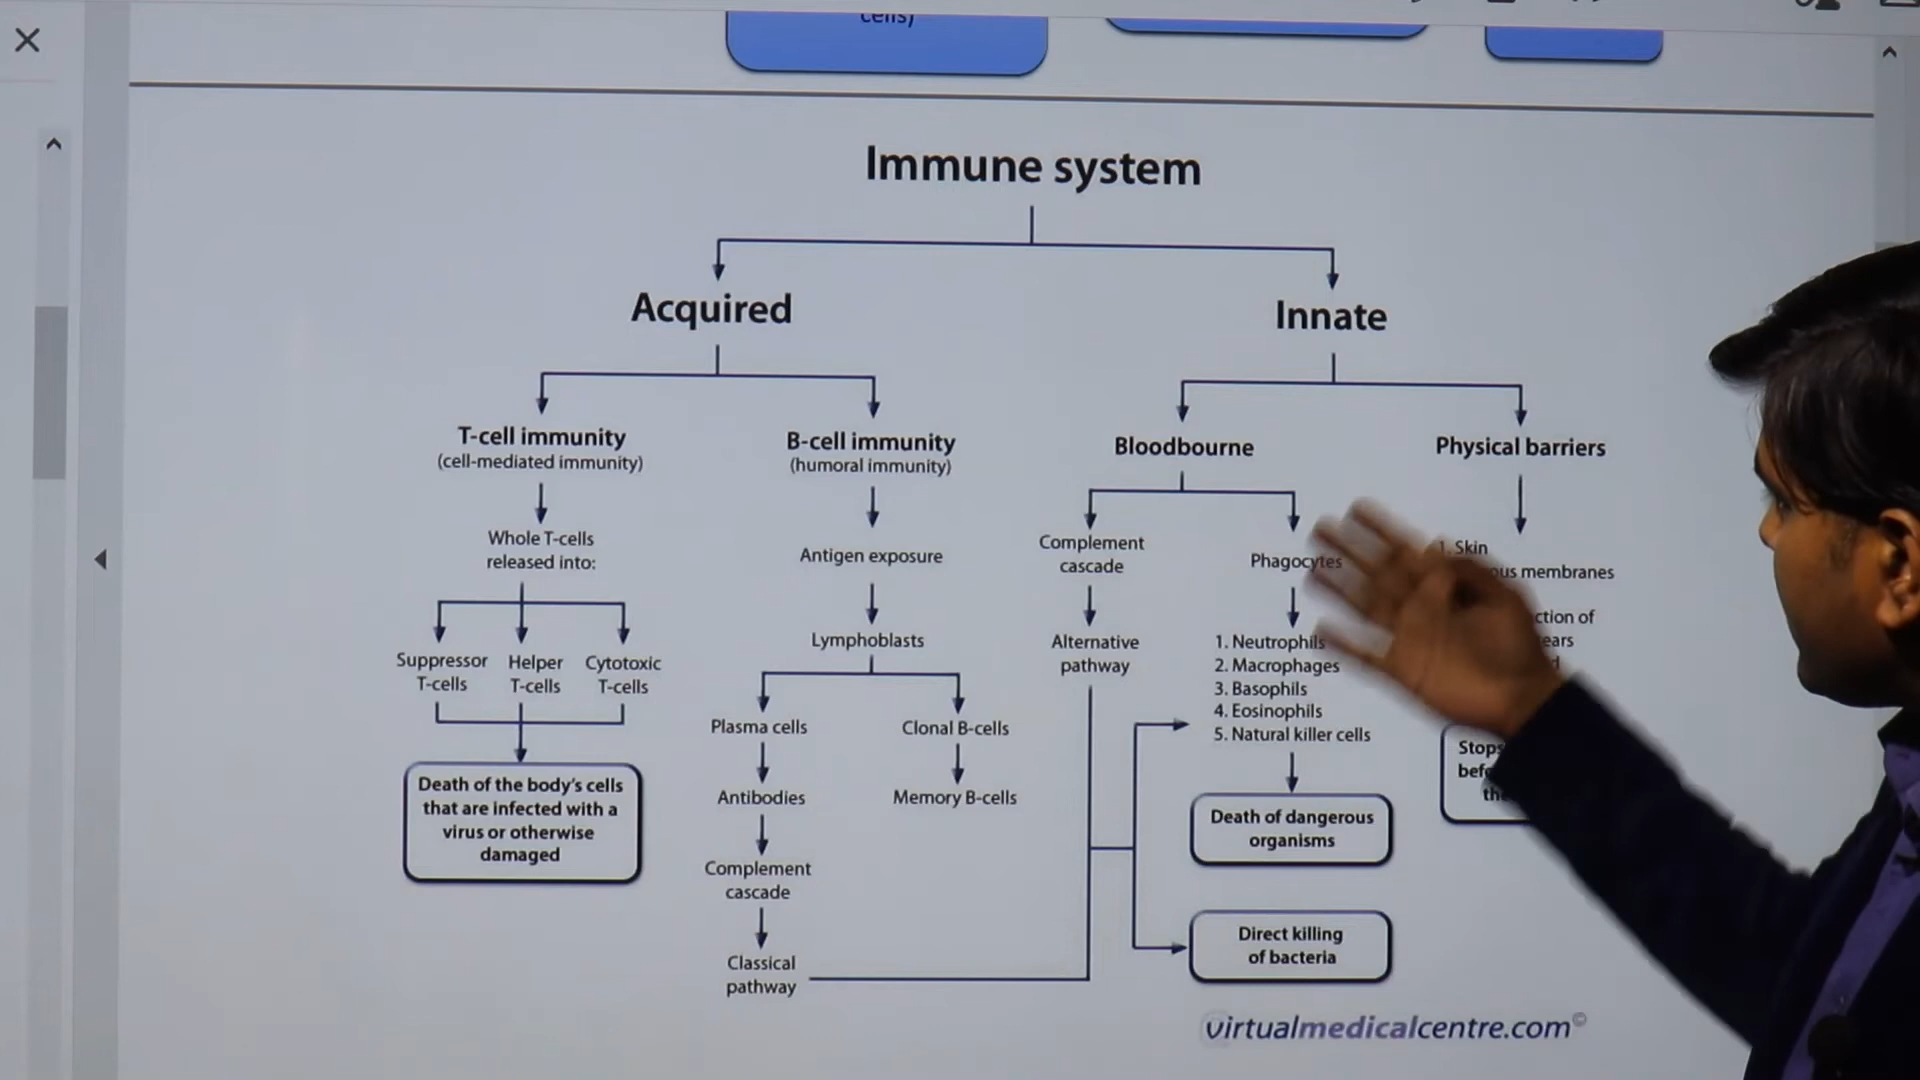 cells)
Immune system
Acquired
Innate
T-cell immunity
(cell-mediated immunity)
B-cell immunity
(humoral immunity)
Bloodbourne
Physical barriers
Whole T-cells
released into:
Antigen exposure
Complement
cascade
Phagocytes
1. Skin
membranes
Suppressor
T-cells
Helper
T-cells
Cytotoxic
T-cells
Lymphoblasts
Alternative
pathway
1. Neutrophils
2. Macrophages
3. Basophils
4. Eosinophils
5. Natural killer cells
of
Plasma cells
Clonal B-cells
Stops
Death of the body's cells
that are infected with a
virus or otherwise
damaged
Antibodies
Memory B-cells
Death of dangerous
organisms
Complement
cascade
Direct killing
of bacteria
Classical
pathway
virtualmedicalcentre.com©